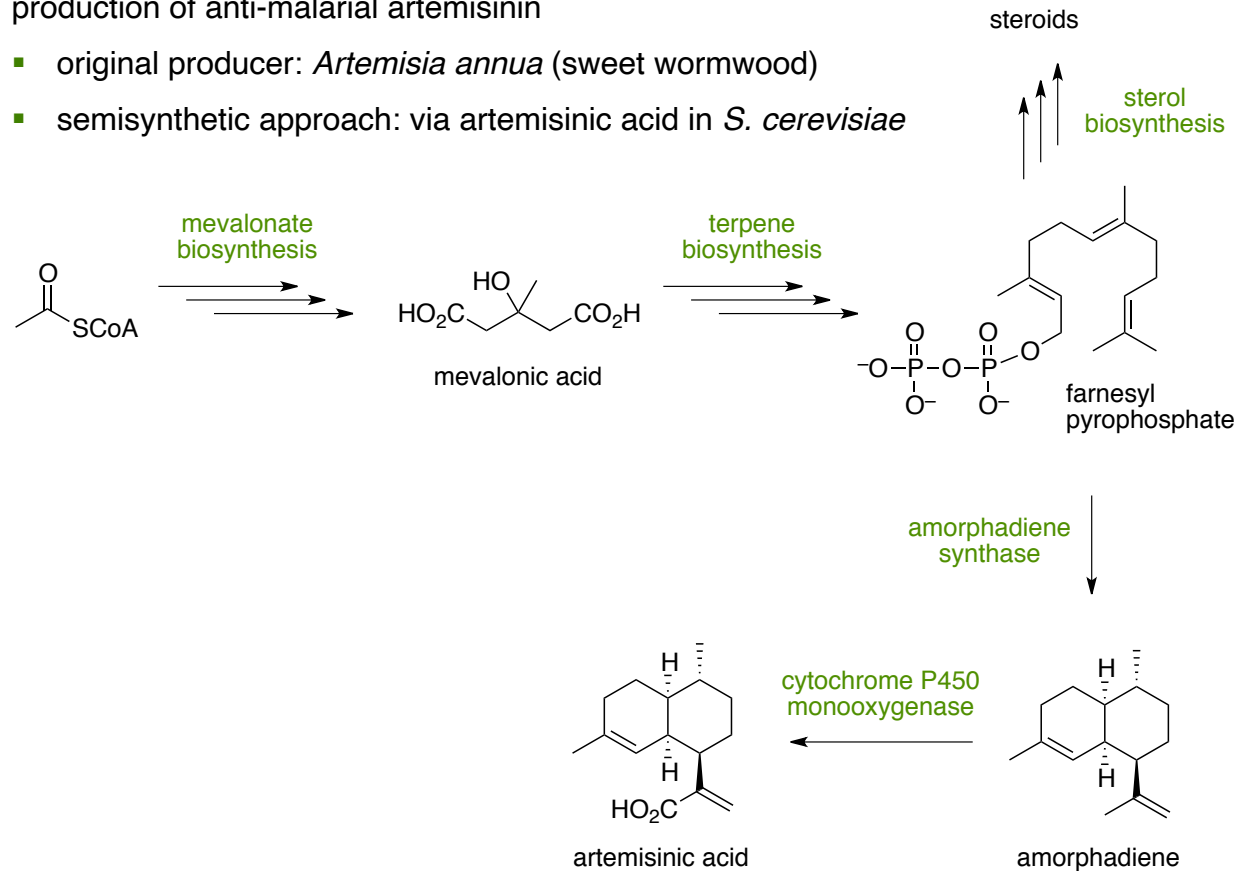 production of anti-malarial artemisinin
▪ original producer: Artemisia annua (sweet wormwood)
▪ semisynthetic approach: via artemisinic acid in S. cerevisiae
steroids
sterol
biosynthesis
mevalonate
biosynthesis
terpene
biosynthesis
O
SCoA
HO
HO2C
CO2H
mevalonic acid
O
O
O
–O–P–O–P
O–
O–
farnesyl
pyrophosphate
amorphadiene
synthase
cytochrome P450
monooxygenase
H
H
HO2C
artemisinic acid
H
H
amorphadiene